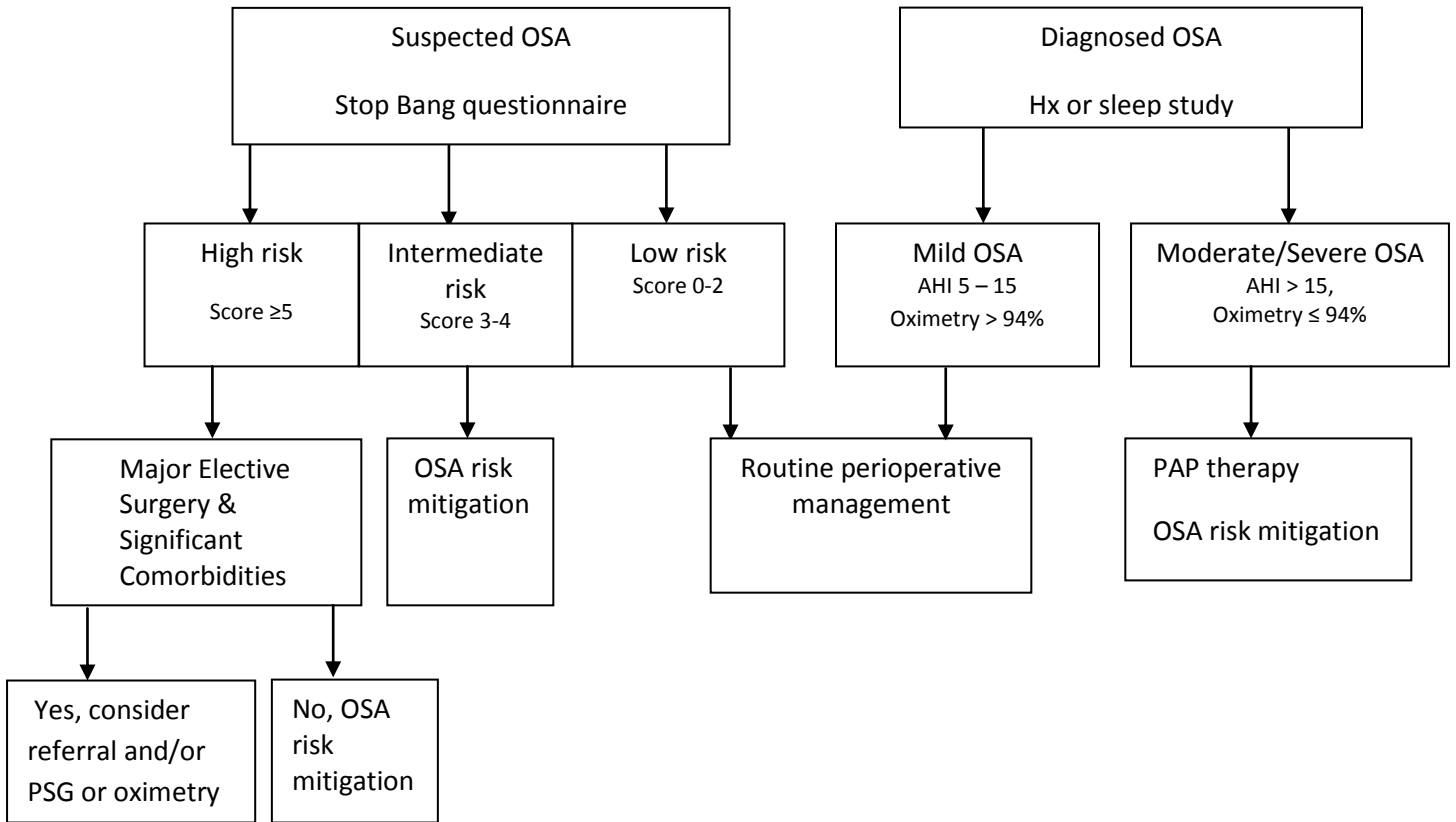 Suspected OSA
Stop Bang questionnaire
Diagnosed OSA
Hx or sleep study
High risk
Score ≥5
Intermediate
risk
Score 3-4
Low risk
Score 0-2
Mild OSA
AHI 5 – 15
Oximetry > 94%
Moderate/Severe OSA
AHI > 15,
Oximetry ≤ 94%
Major Elective
Surgery &
Significant
Comorbidities
OSA risk
mitigation
Routine perioperative
management
PAP therapy
OSA risk mitigation
Yes, consider
referral and/or
PSG or oximetry
No, OSA
risk
mitigation